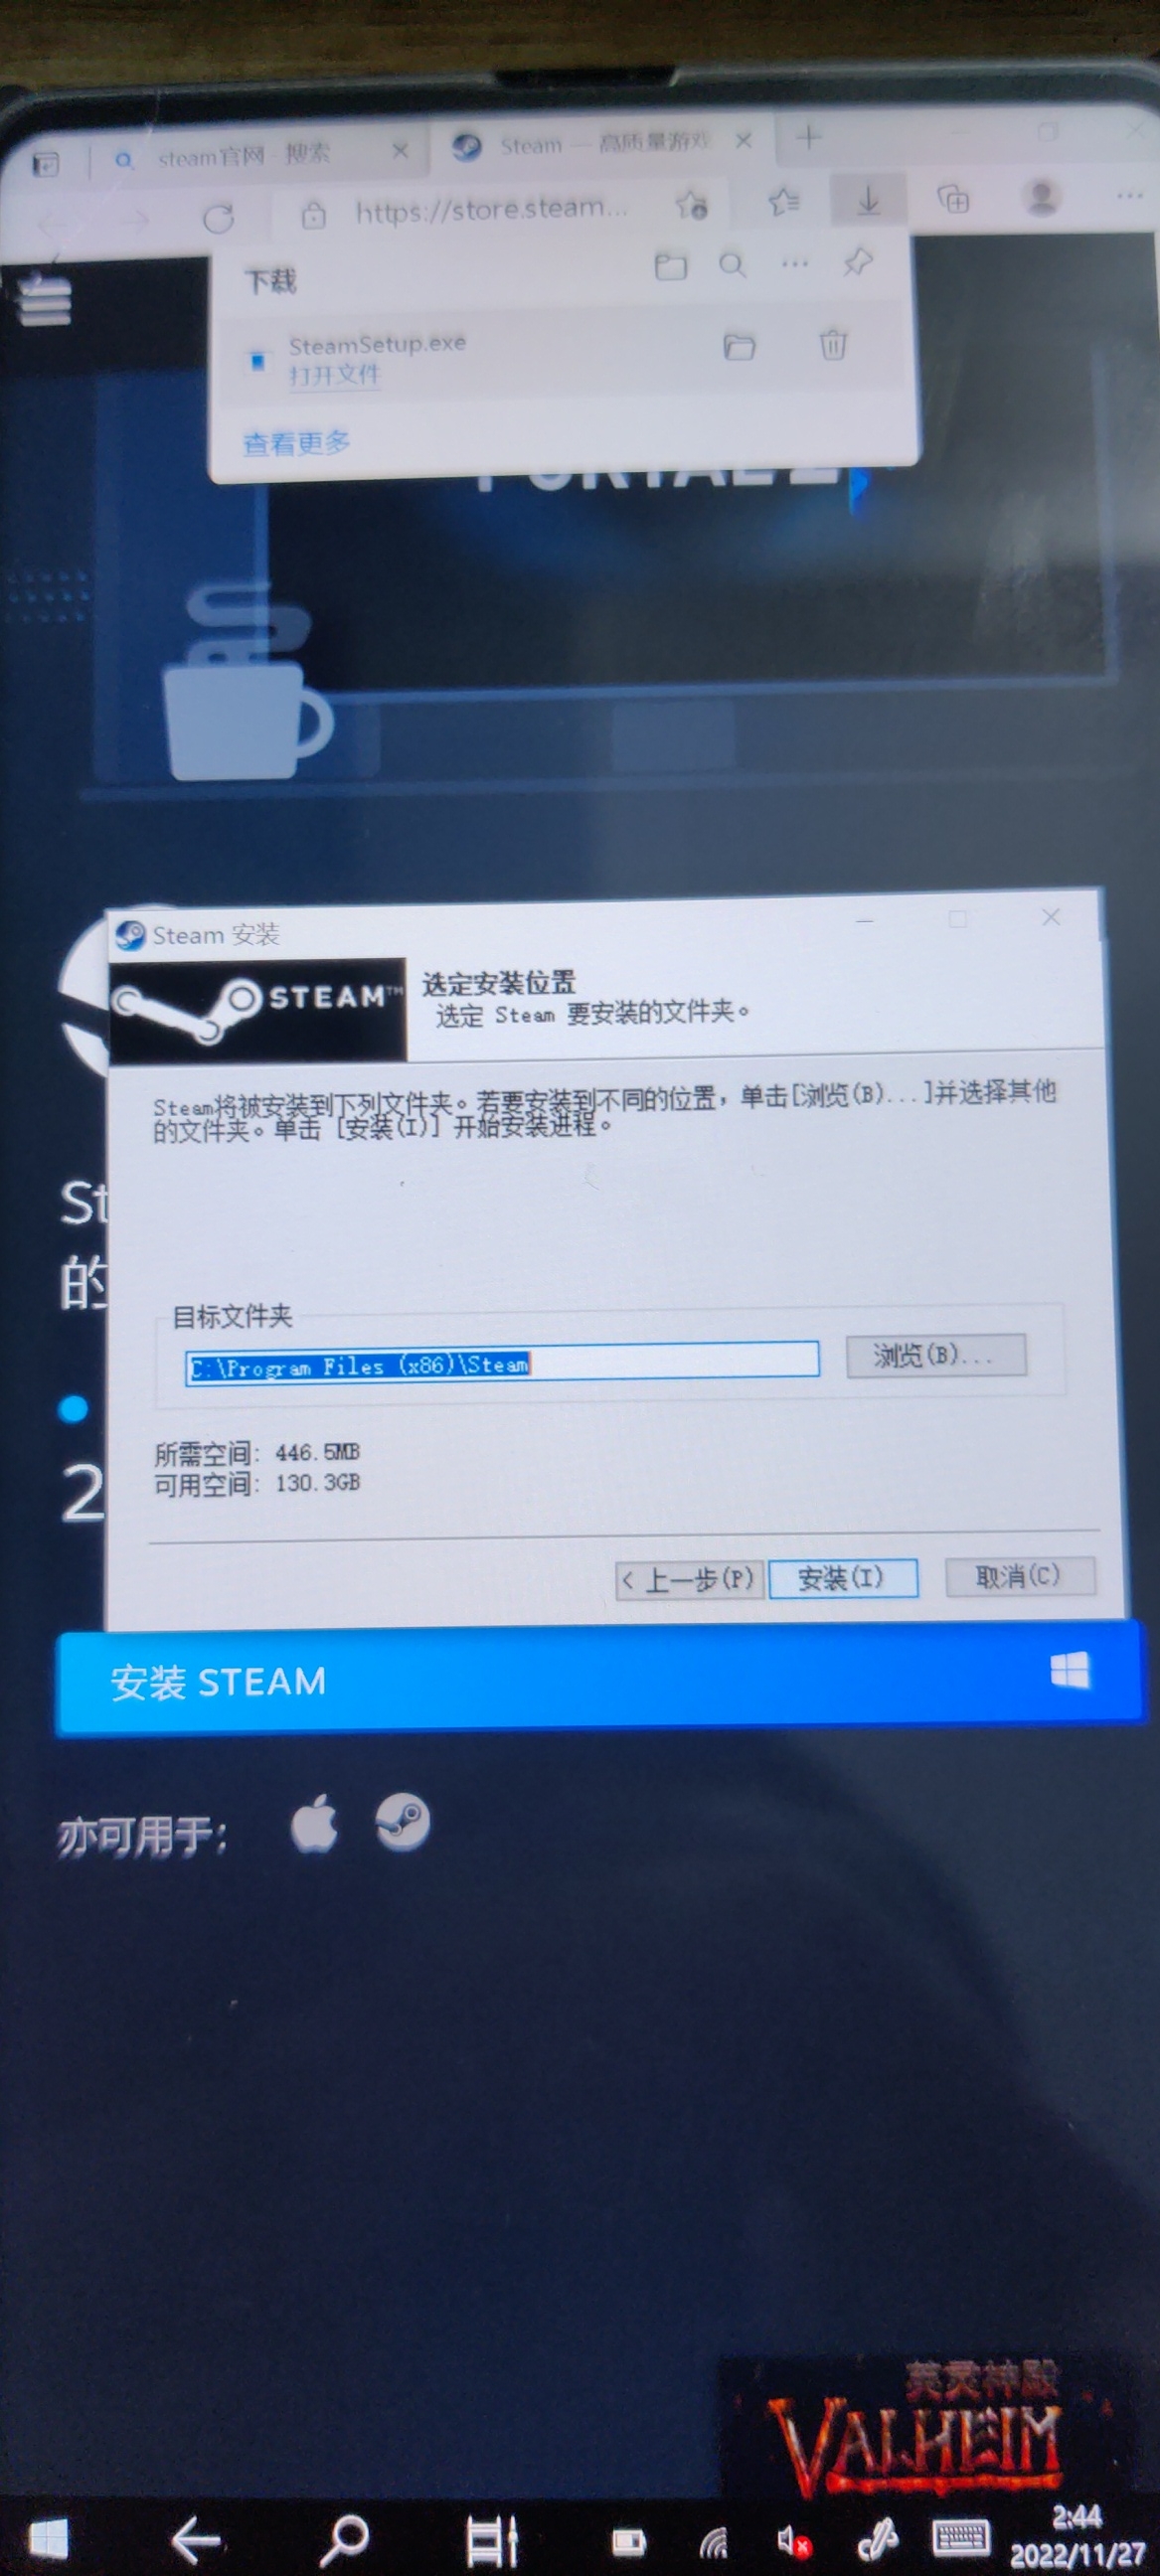 steam官网 - 搜索
Steam — 高质量游戏
https://store.steam...
下载
SteamSetup.exe
打开文件
查看更多
PORTAL 2
Steam 安装
STEAM™
选定安装位置
选定 Steam 要安装的文件夹。
Steam将被安装到下列文件夹。若要安装到不同的位置，单击[浏览(B)...]并选择其他
的文件夹。单击 [安装(I)] 开始安装进程。
St
的
目标文件夹
C:\Program Files (x86)\Steam
浏览(B)...
所需空间: 446.5MB
可用空间: 130.3GB
2
< 上一步(P)
安装(I)
取消(C)
安装 STEAM
亦可用于:
英灵神殿
VALHEIM
2:44
2022/11/27